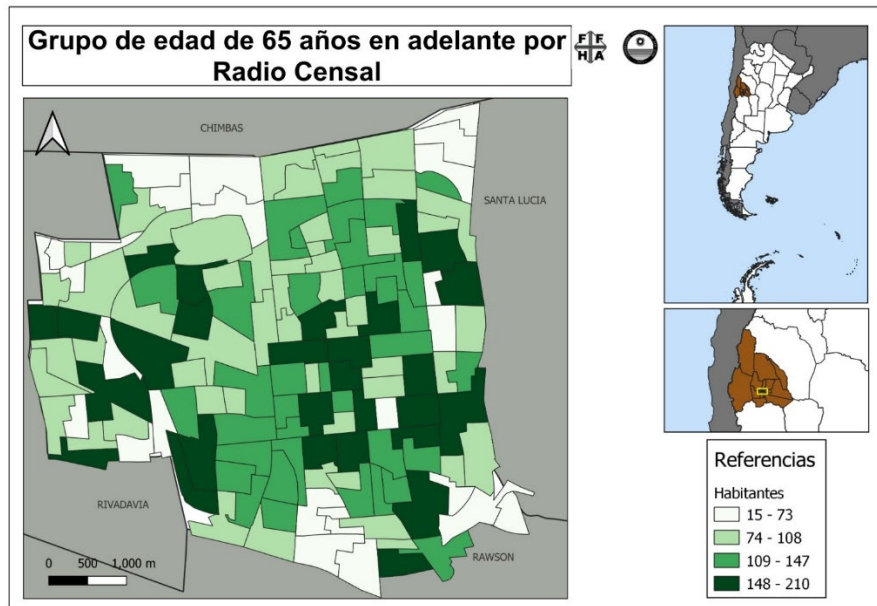 Grupo de edad de 65 años en adelante por
Radio Censal
F F
H A
CHIMBAS
SANTA LUCIA
RIVADAVIA
RAWSON
0 500 1,000 m
Referencias
Habitantes
15 - 73
74 - 108
109 - 147
148 - 210